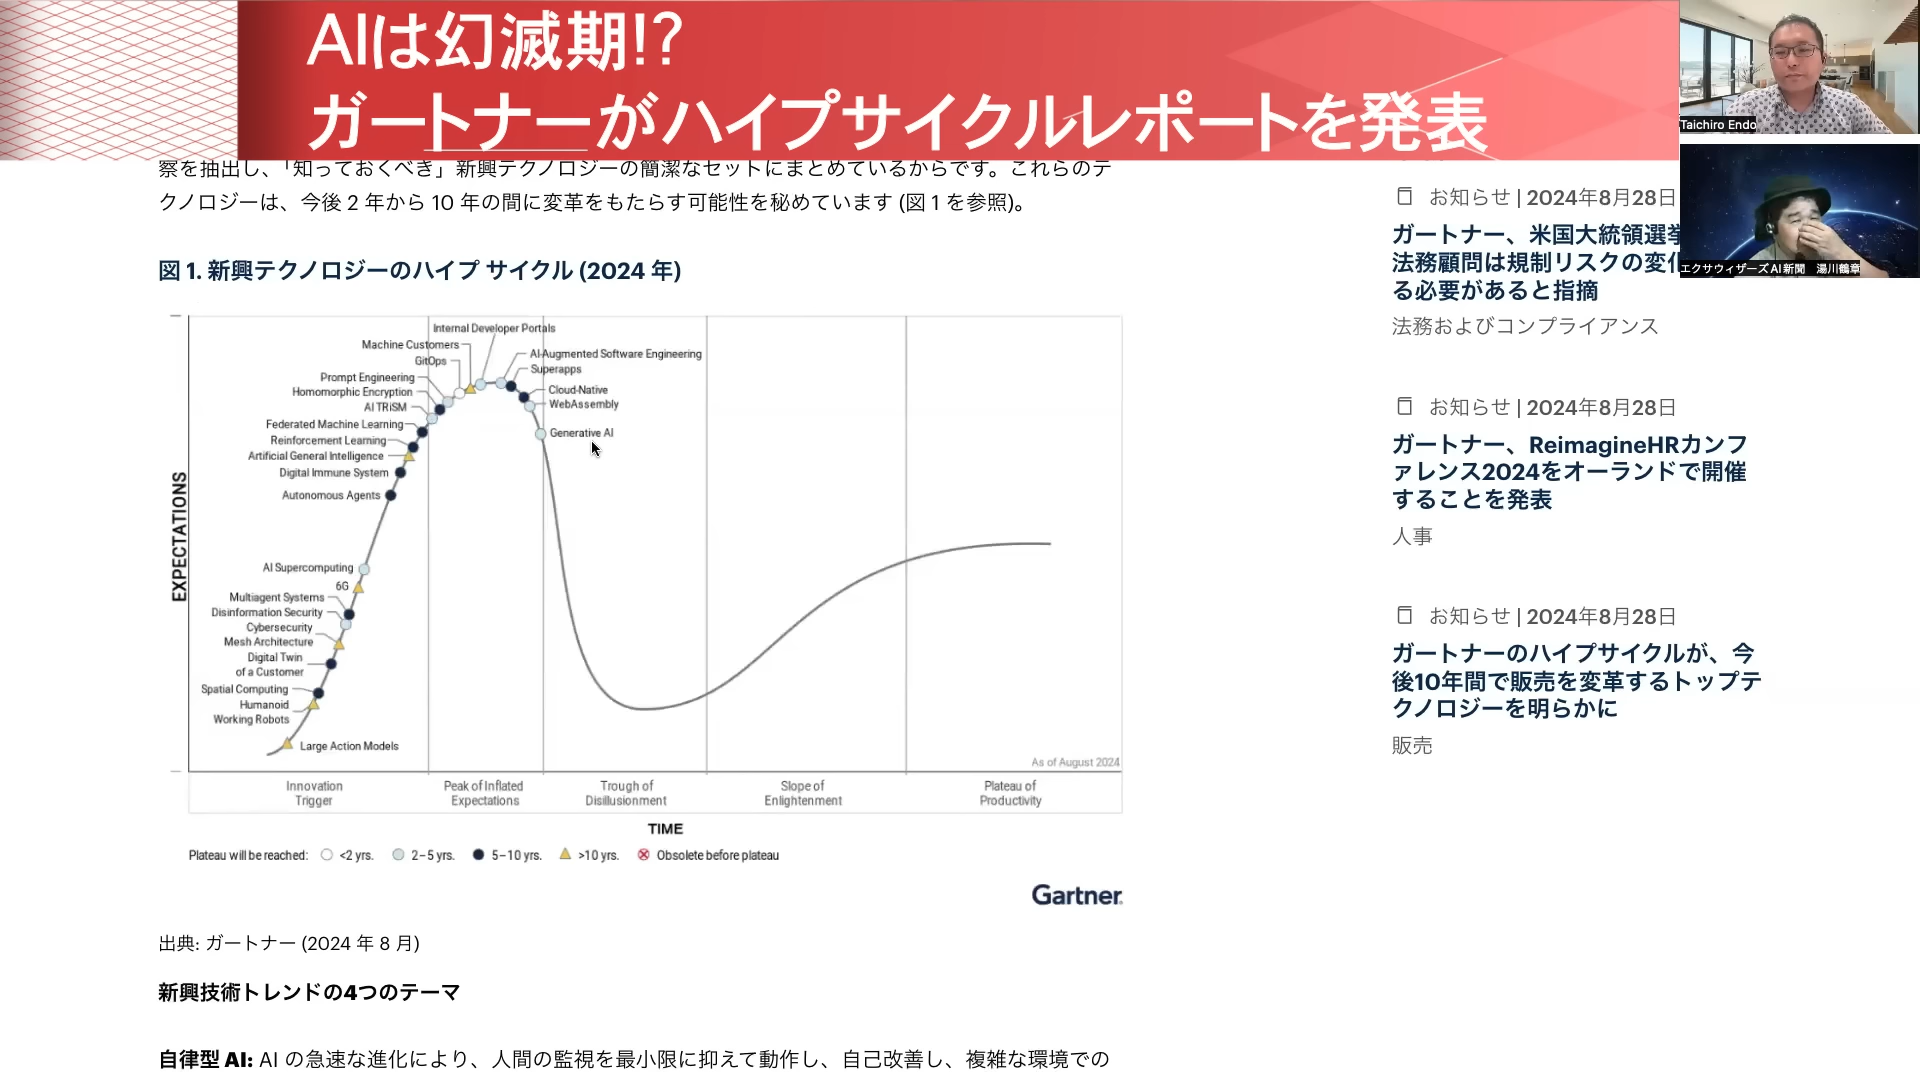 AIは幻滅期!?
ガートナーがハイプサイクルレポートを発表
Taichiro Endo
エクサウィザーズAI新聞 湯川鶴章
察を抽出し、「知っておくべき」新興テクノロジーの簡潔なセットにまとめているからです。これらのテ
クノロジーは、今後 2 年から 10 年の間に変革をもたらす可能性を秘めています (図 1 を参照)。
図 1. 新興テクノロジーのハイプ サイクル (2024 年)
EXPECTATIONS
Internal Developer Portals
Machine Customers
GitOps
AI-Augmented Software Engineering
Superapps
Prompt Engineering
Homomorphic Encryption
Cloud-Native
WebAssembly
AI TRiSM
Federated Machine Learning
Generative AI
Reinforcement Learning
Artificial General Intelligence
Digital Immune System
Autonomous Agents
AI Supercomputing
6G
Multiagent Systems
Disinformation Security
Cybersecurity
Mesh Architecture
Digital Twin
of a Customer
Spatial Computing
Humanoid
Working Robots
Large Action Models
As of August 2024
Innovation
Trigger
Peak of Inflated
Expectations
Trough of
Disillusionment
Slope of
Enlightenment
Plateau of
Productivity
TIME
Plateau will be reached: <2 yrs. 2–5 yrs. 5–10 yrs. >10 yrs. Obsolete before plateau
Gartner
出典: ガートナー (2024 年 8 月)
新興技術トレンドの4つのテーマ
自律型 AI: AI の急速な進化により、人間の監視を最小限に抑えて動作し、自己改善し、複雑な環境での
お知らせ | 2024年8月28日
ガートナー、米国大統領選挙
法務顧問は規制リスクの変化
る必要があると指摘
法務およびコンプライアンス
お知らせ | 2024年8月28日
ガートナー、ReimagineHRカンフ
ァレンス2024をオーランドで開催
することを発表
人事
お知らせ | 2024年8月28日
ガートナーのハイプサイクルが、今
後10年間で販売を変革するトップテ
クノロジーを明らかに
販売